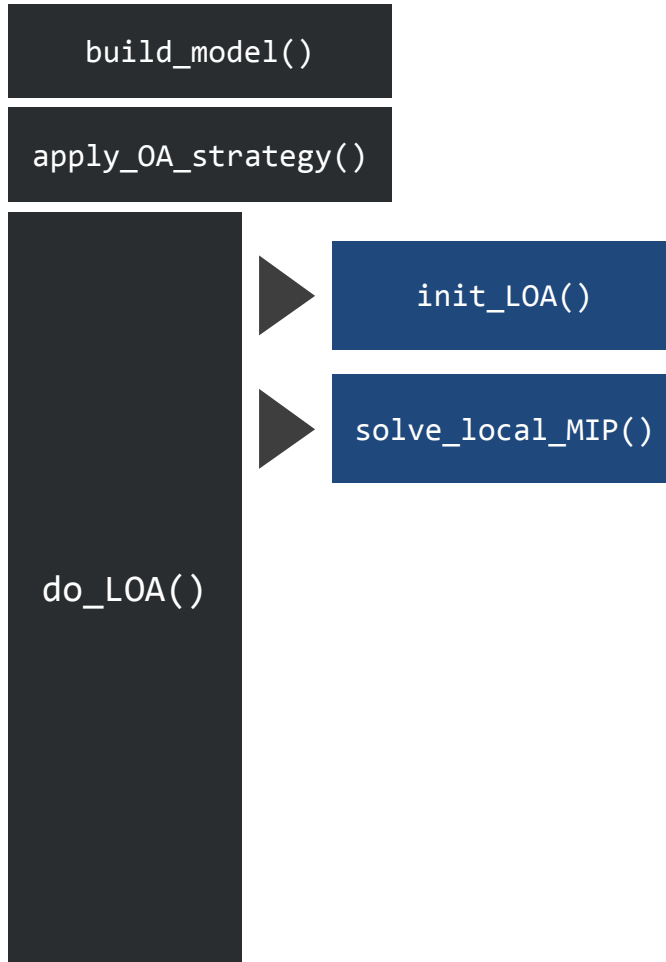 build_model()
apply_OA_strategy()
init_LOA()
solve_local_MIP()
do_LOA()